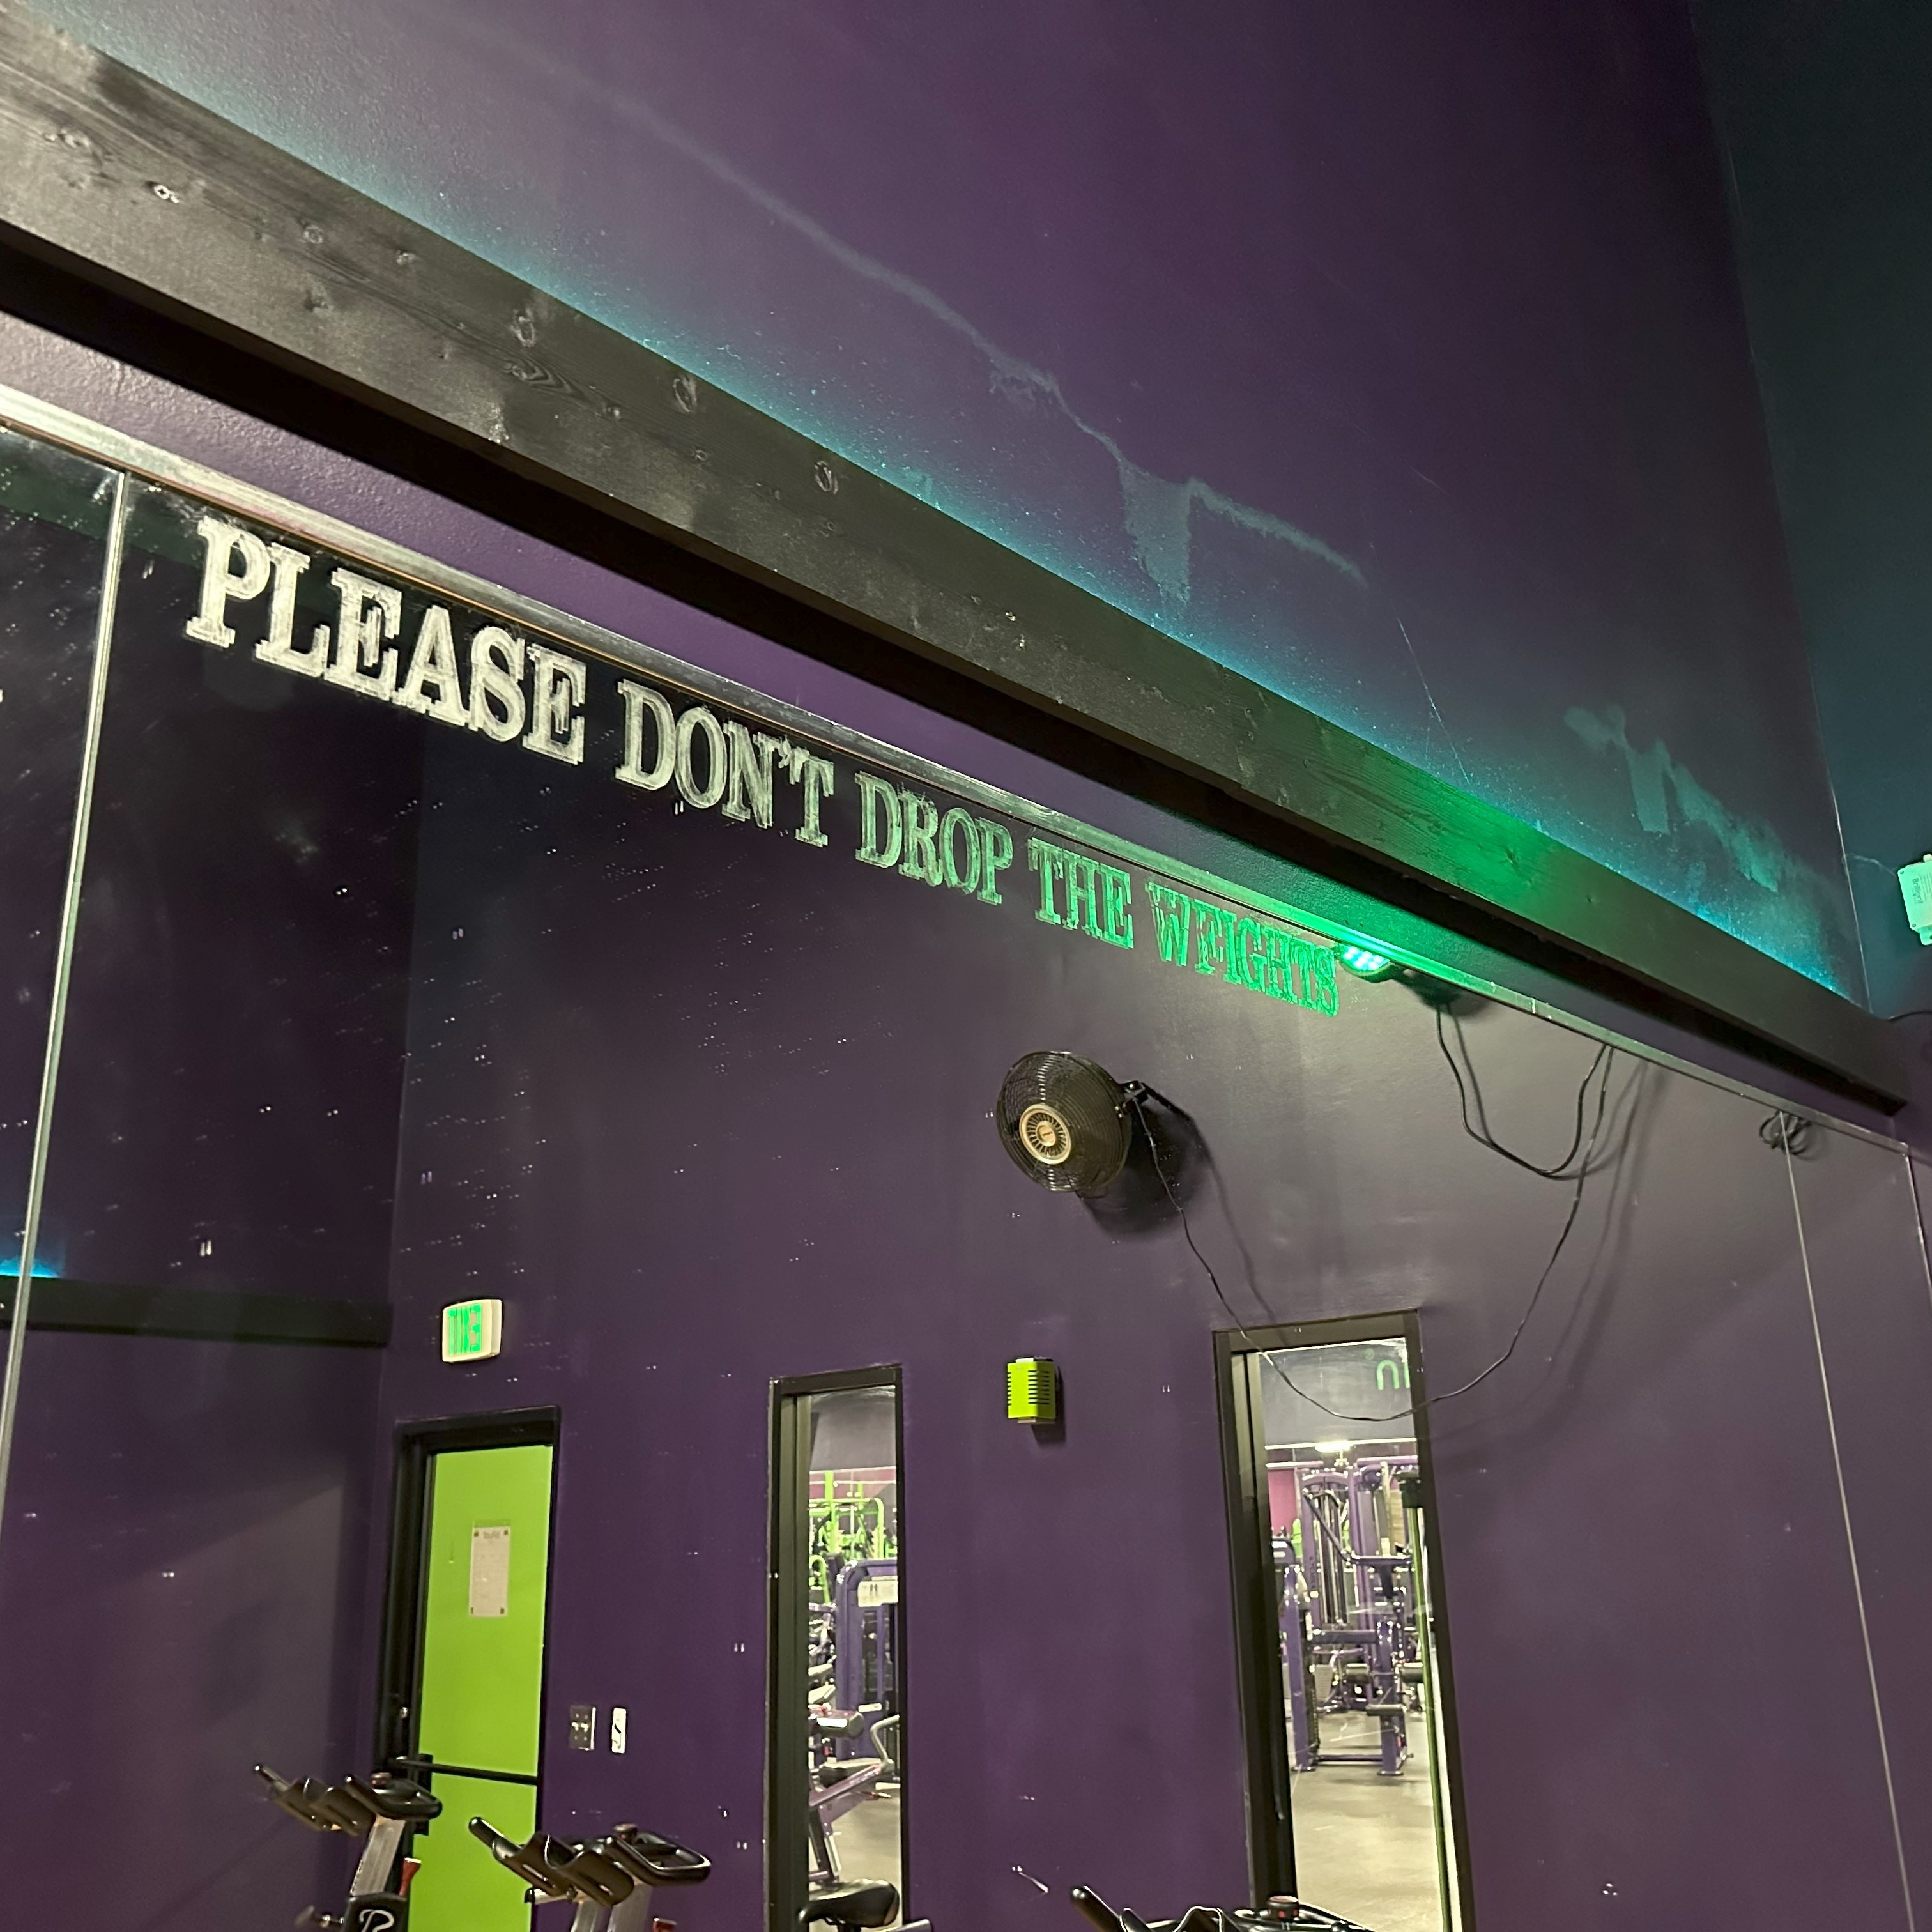 PLEASE DON'T DROP THE WEIGHTS